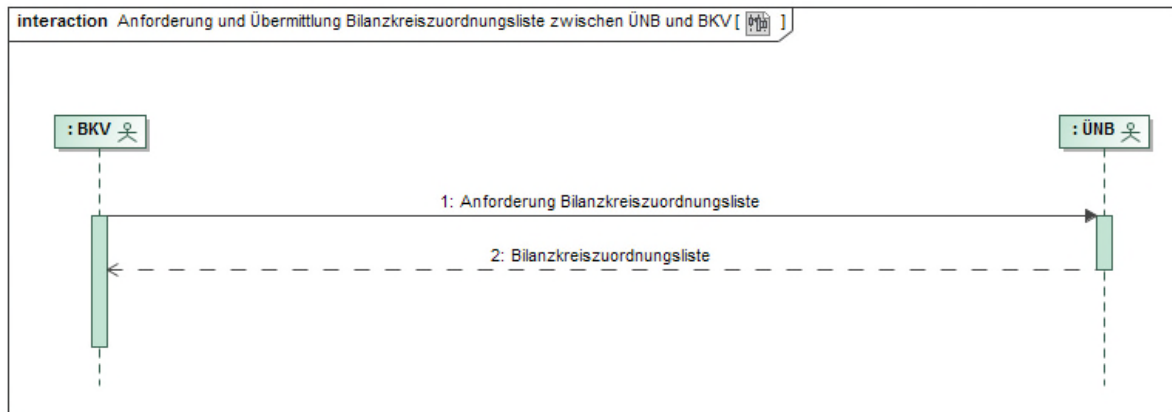 interaction Anforderung und Übermittlung Bilanzkreiszuordnungsliste zwischen ÜNB und BKV [ ]
: BKV
: ÜNB
1: Anforderung Bilanzkreiszuordnungsliste
2: Bilanzkreiszuordnungsliste